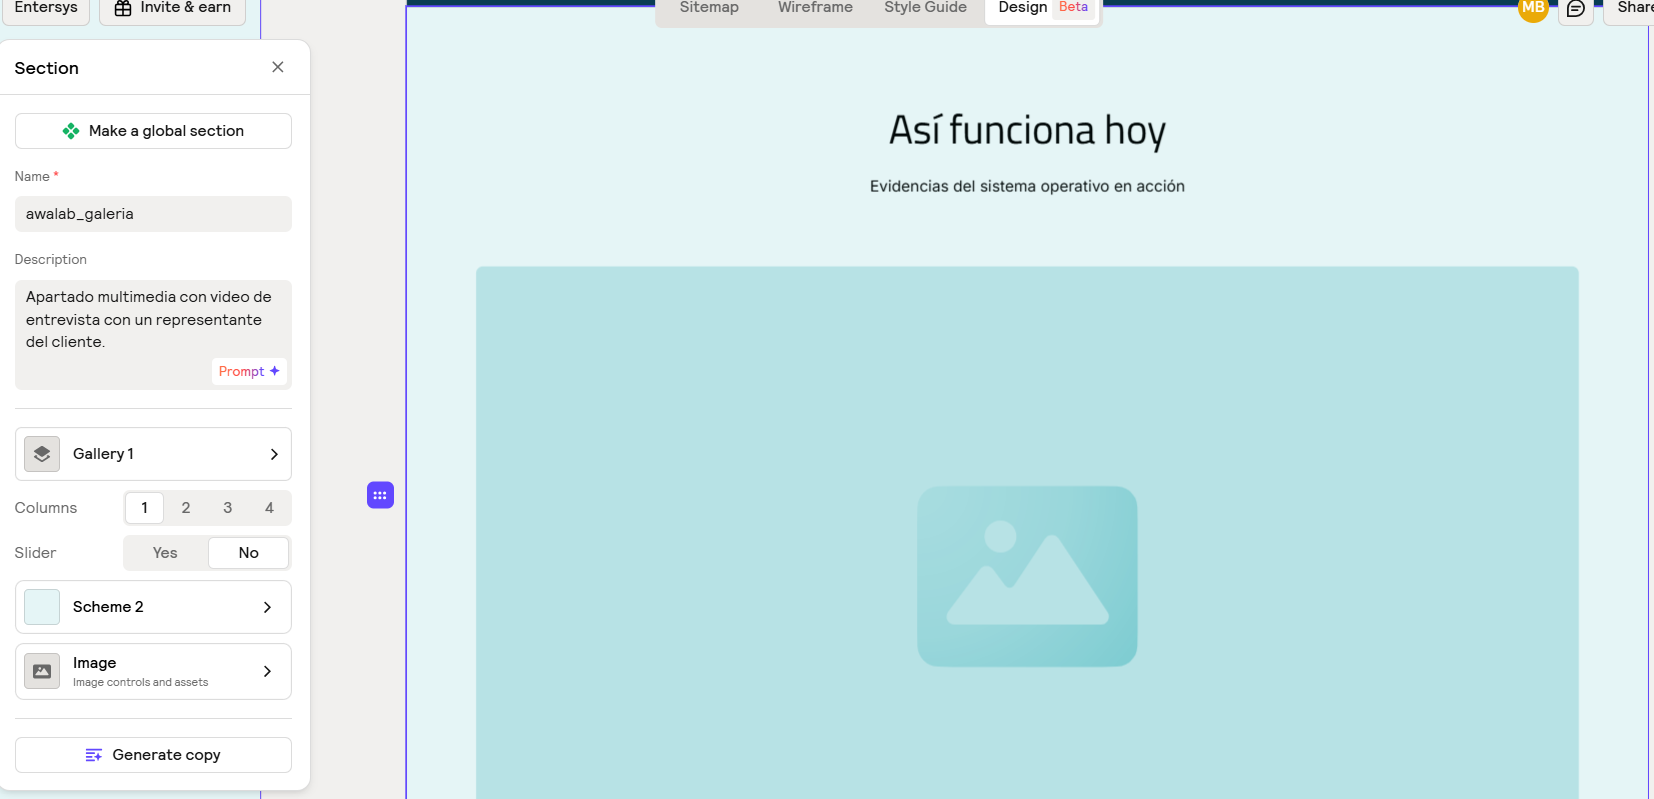 Entersys
Invite & earn
Sitemap
Wireframe
Style Guide
Design
Beta
MB
Share
Section
Make a global section
Name *
awalab_galeria
Description
Apartado multimedia con video de
entrevista con un representante
del cliente.
Prompt
Gallery 1
Columns
1
2
3
4
Slider
Yes
No
Scheme 2
Image
Image controls and assets
Generate copy
Así funciona hoy
Evidencias del sistema operativo en acción